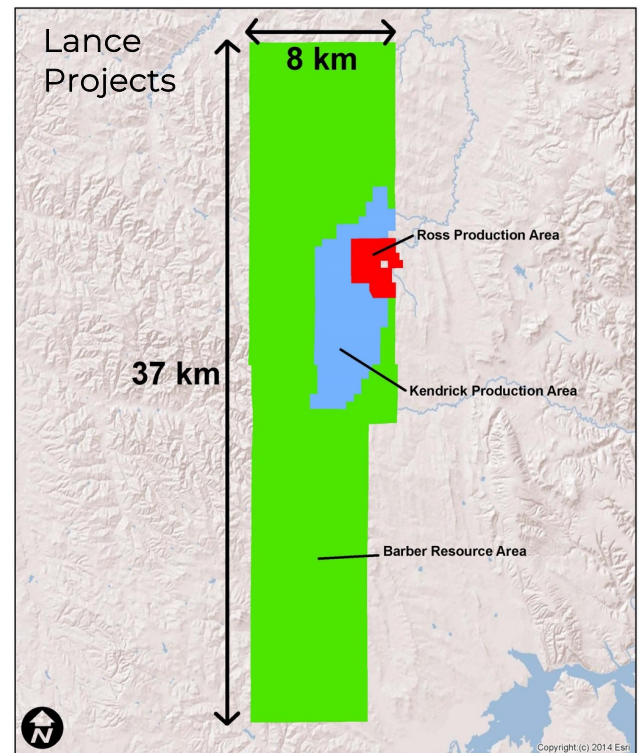 Lance
Projects
8 km
Ross Production Area
37 km
Kendrick Production Area
Barber Resource Area
N
Copyright:(c) 2014 Esri